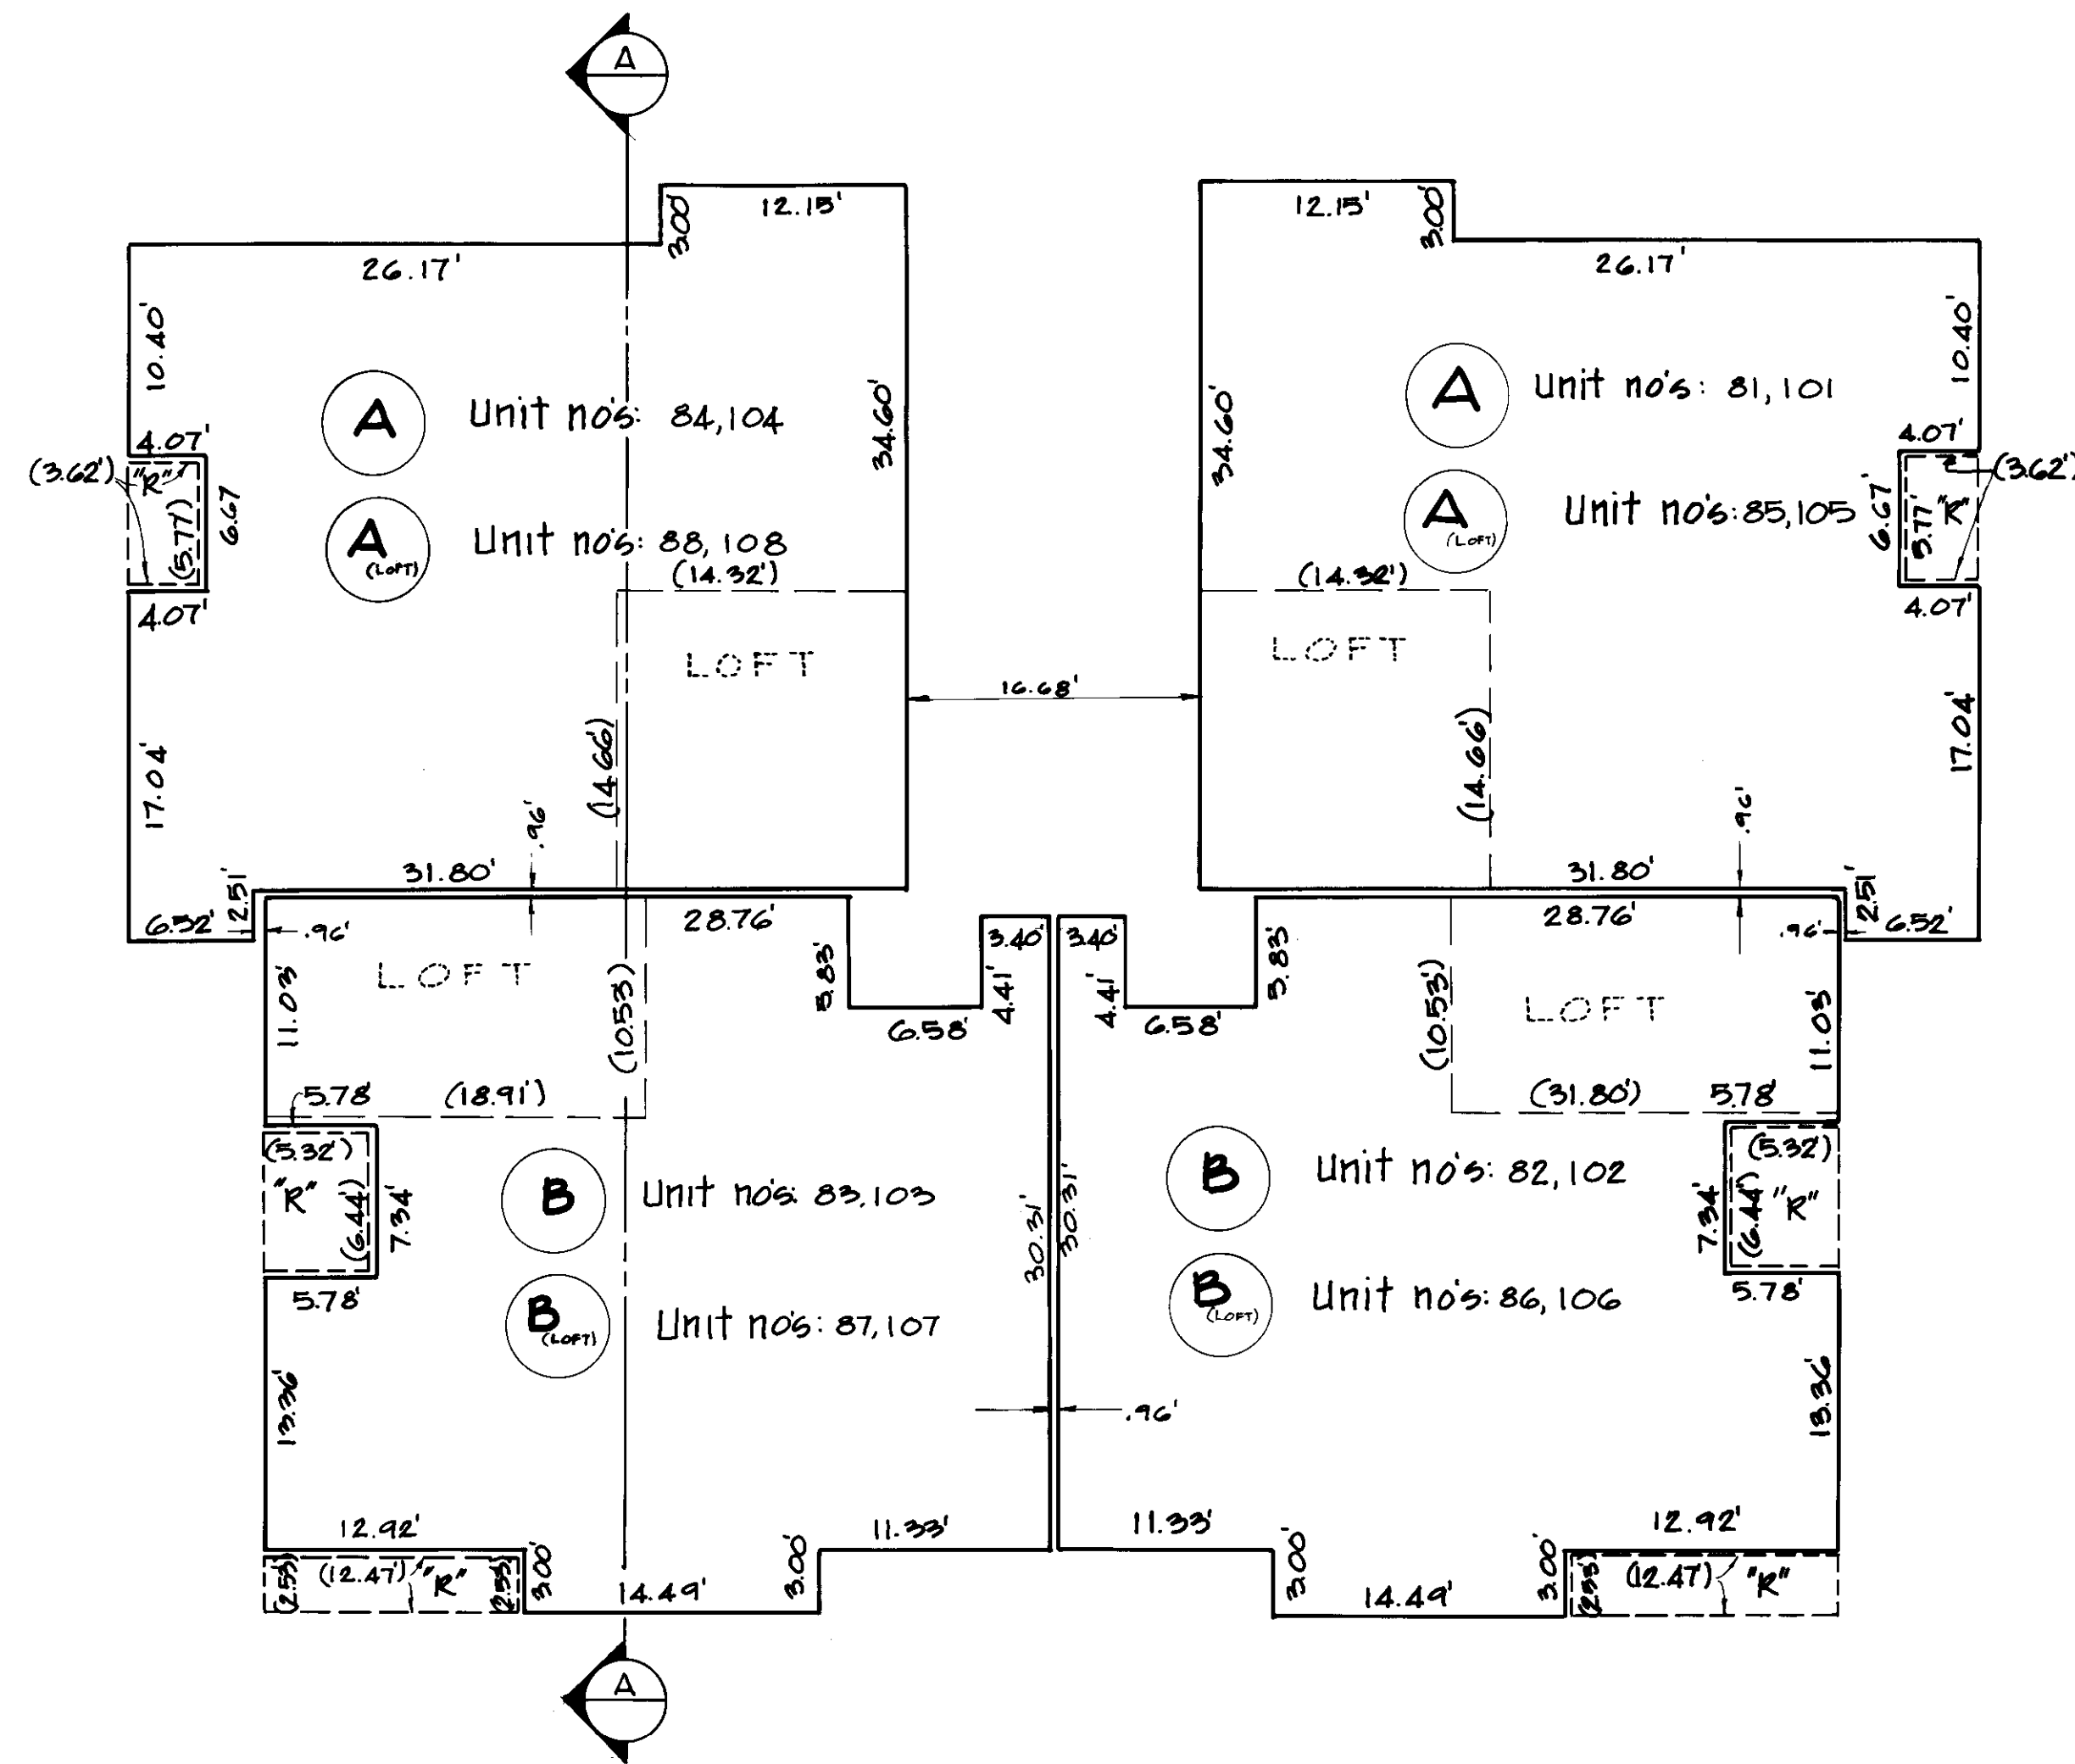 A
12.15'
3.00'
26.17'
10.40'
4.07'
(3.62')
"R"
(5.77')
6.67
4.07'
17.04'
A
Unit no's: 84,104
A
(LOFT)
Unit no's: 88,108
34.60'
(14.32')
LOFT
(14.66')
.96'
31.80'
2.51'
6.52'
.96'
16.68'
12.15'
3.00'
26.17'
10.40'
34.60'
A
Unit no's: 81,101
A
(LOFT)
Unit no's: 85,105
4.07'
(3.62')
6.67'
5.77'
"R"
4.07'
17.04'
(14.32')
LOFT
(14.66')
.96'
31.80'
2.51'
6.52'
.96'
28.76'
3.40'
5.83'
4.41'
6.58'
11.03'
LOFT
(10.53')
(18.91')
5.78'
(5.32')
"R"
(6.44')
7.34'
5.78'
B
Unit no's: 83,103
B
(LOFT)
Unit no's: 87,107
30.31'
13.36'
12.92'
11.33'
(2.53')
(12.47')
"R"
(2.53')
3.00'
14.49'
3.00'
3.40'
28.76'
4.41'
5.83'
6.58'
(10.53')
LOFT
11.03'
(31.80')
5.78'
(5.32')
7.34'
(6.44')
"R"
5.78'
B
Unit no's: 82,102
B
(LOFT)
Unit no's: 86,106
30.31'
.96'
13.36'
11.33'
12.92'
3.00'
14.49'
3.00'
(2.53')
(12.47')
"R"
A